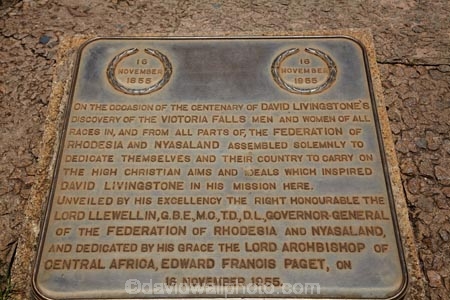 16
NOVEMBER
1855
16
NOVEMBER
1955
ON THE OCCASION OF THE CENTENARY OF DAVID LIVINGSTONE'S
DISCOVERY OF THE VICTORIA FALLS MEN AND WOMEN OF ALL
RACES IN, AND FROM ALL PARTS OF, THE FEDERATION OF
RHODESIA AND NYASALAND ASSEMBLED SOLEMNLY TO
DEDICATE THEMSELVES AND THEIR COUNTRY TO CARRY ON
THE HIGH CHRISTIAN AIMS AND IDEALS WHICH INSPIRED
DAVID LIVINGSTONE IN HIS MISSION HERE.
UNVEILED BY HIS EXCELLENCY THE RIGHT HONOURABLE THE
LORD LLEWELLIN, G.B.E., M.C., T.D., D.L., GOVERNOR-GENERAL
OF THE FEDERATION OF RHODESIA AND NYASALAND,
AND DEDICATED BY HIS GRACE THE LORD ARCHBISHOP OF
CENTRAL AFRICA, EDWARD FRANCIS PAGET, ON
16 NOVEMBER 1955.
©davidwallphoto.com